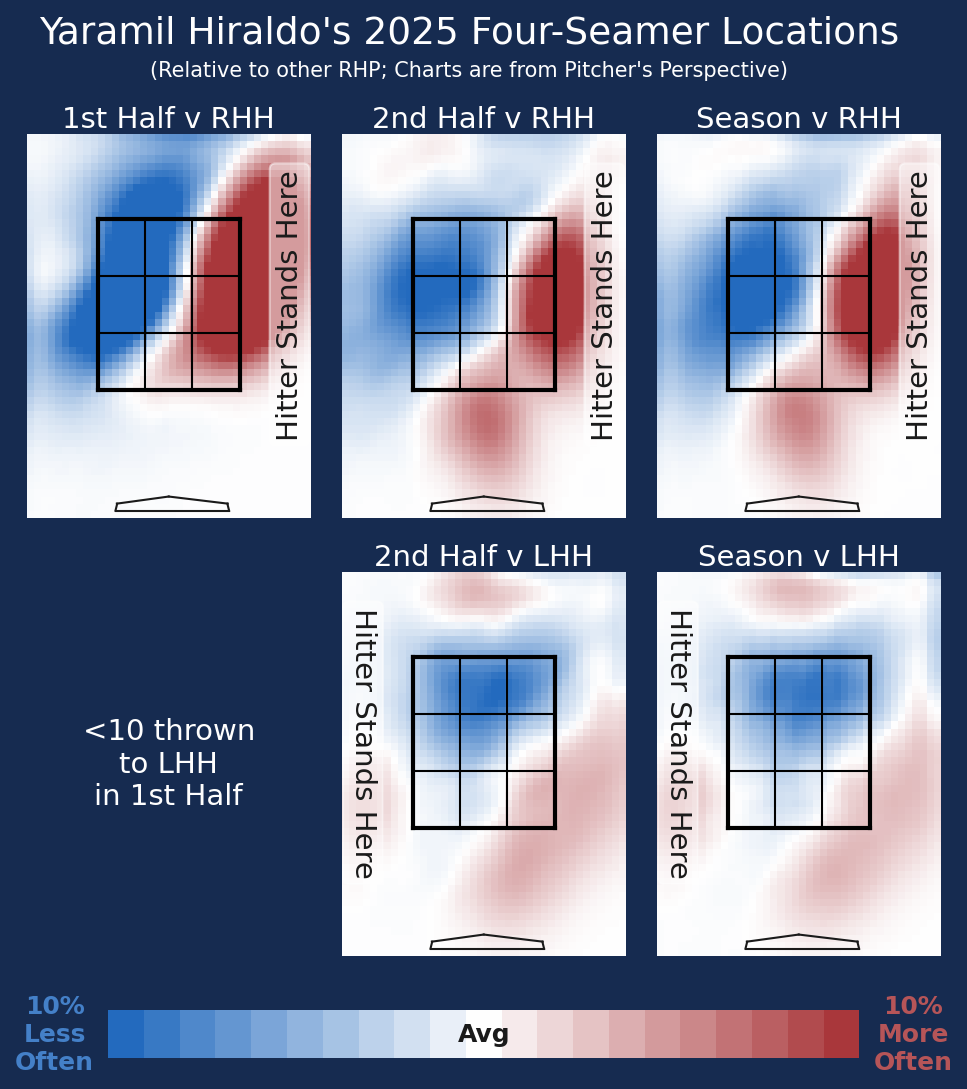 Yaramil Hiraldo's 2025 Four-Seamer Locations
(Relative to other RHP; Charts are from Pitcher's Perspective)
1st Half v RHH
2nd Half v RHH
Season v RHH
Hitter Stands Here
Hitter Stands Here
Hitter Stands Here
2nd Half v LHH
Season v LHH
<10 thrown
to LHH
in 1st Half
Hitter Stands Here
Hitter Stands Here
10%
Less
Often
Avg
10%
More
Often